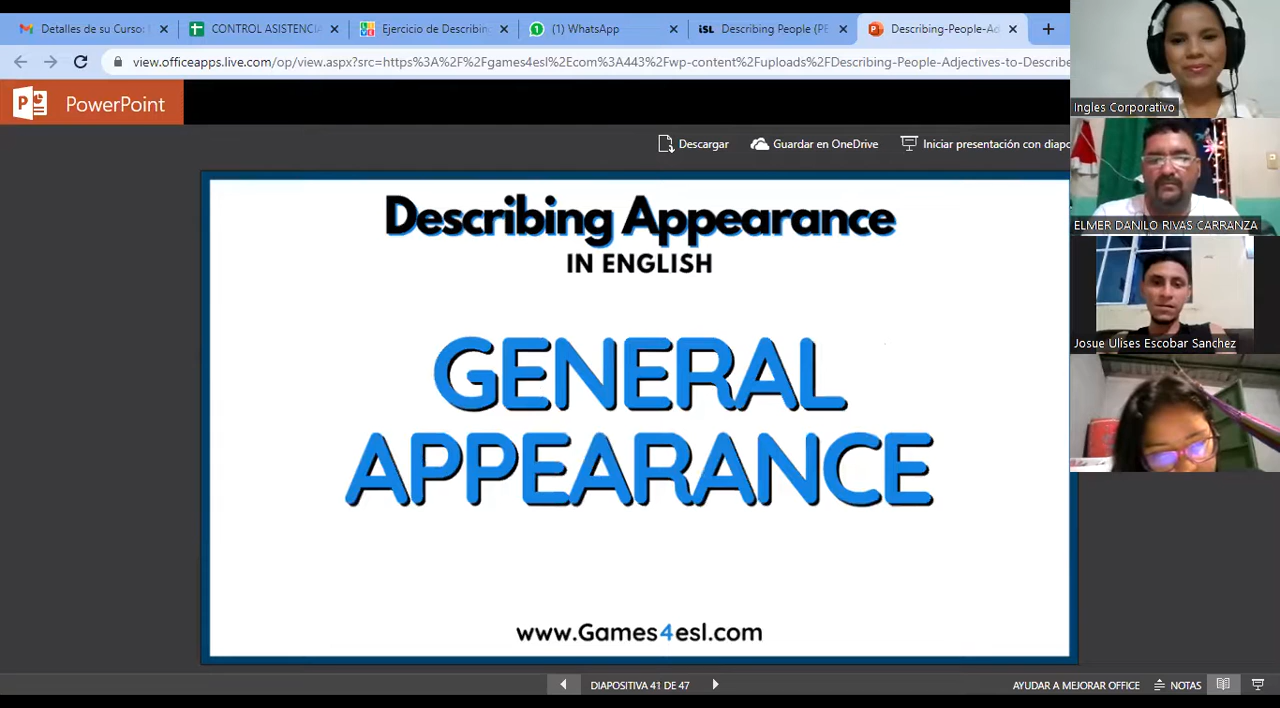 Detalles de su Curso:
CONTROL ASISTENCIA
Ejercicio de Describin
(1) WhatsApp
iSL Describing People (PE
Describing-People-Ad
view.officeapps.live.com/op/view.aspx?src=https%3A%2F%2Fgames4esl%2Ecom%3A443%2Fwp-content%2Fuploads%2FDescribing-People-Adjectives-to-Describe
PowerPoint
Descargar
Guardar en OneDrive
Iniciar presentación con diapo
Describing Appearance
IN ENGLISH
GENERAL
APPEARANCE
www.Games4esl.com
DIAPOSITIVA 41 DE 47
AYUDAR A MEJORAR OFFICE
NOTAS
Ingles Corporativo
ELMER DANILO RIVAS CARRANZA
Josue Ulises Escobar Sanchez